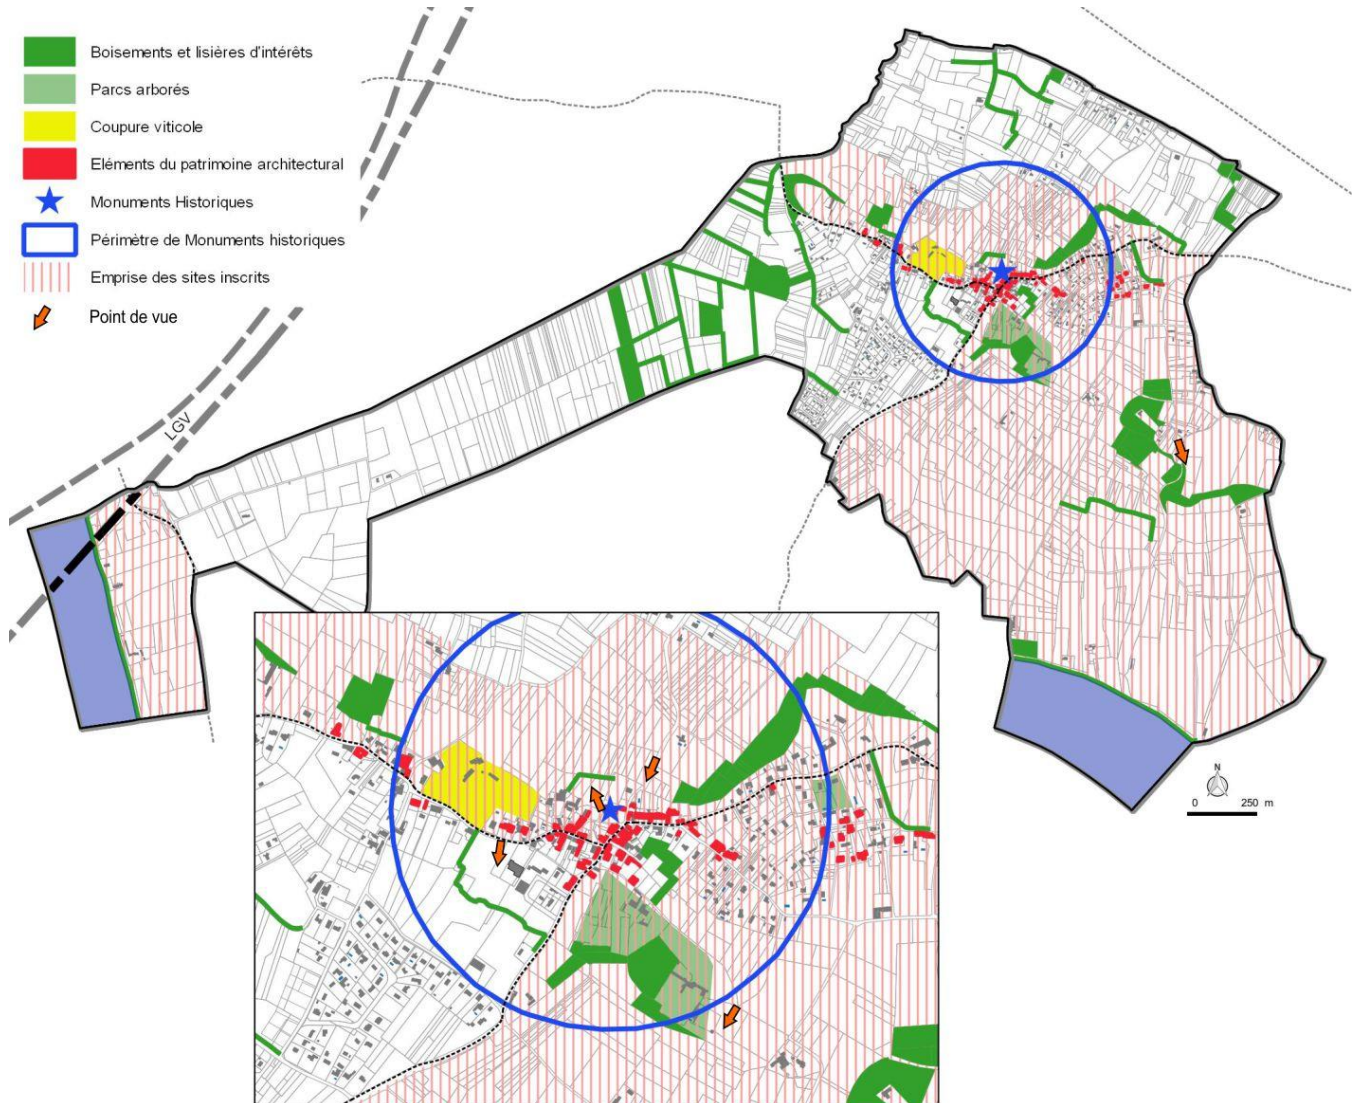 Boisements et lisières d'intérêts
Parcs arborés
Coupure viticole
Eléments du patrimoine architectural
Monuments Historiques
Périmètre de Monuments historiques
Emprise des sites inscrits
Point de vue
LGV
N
0 250 m